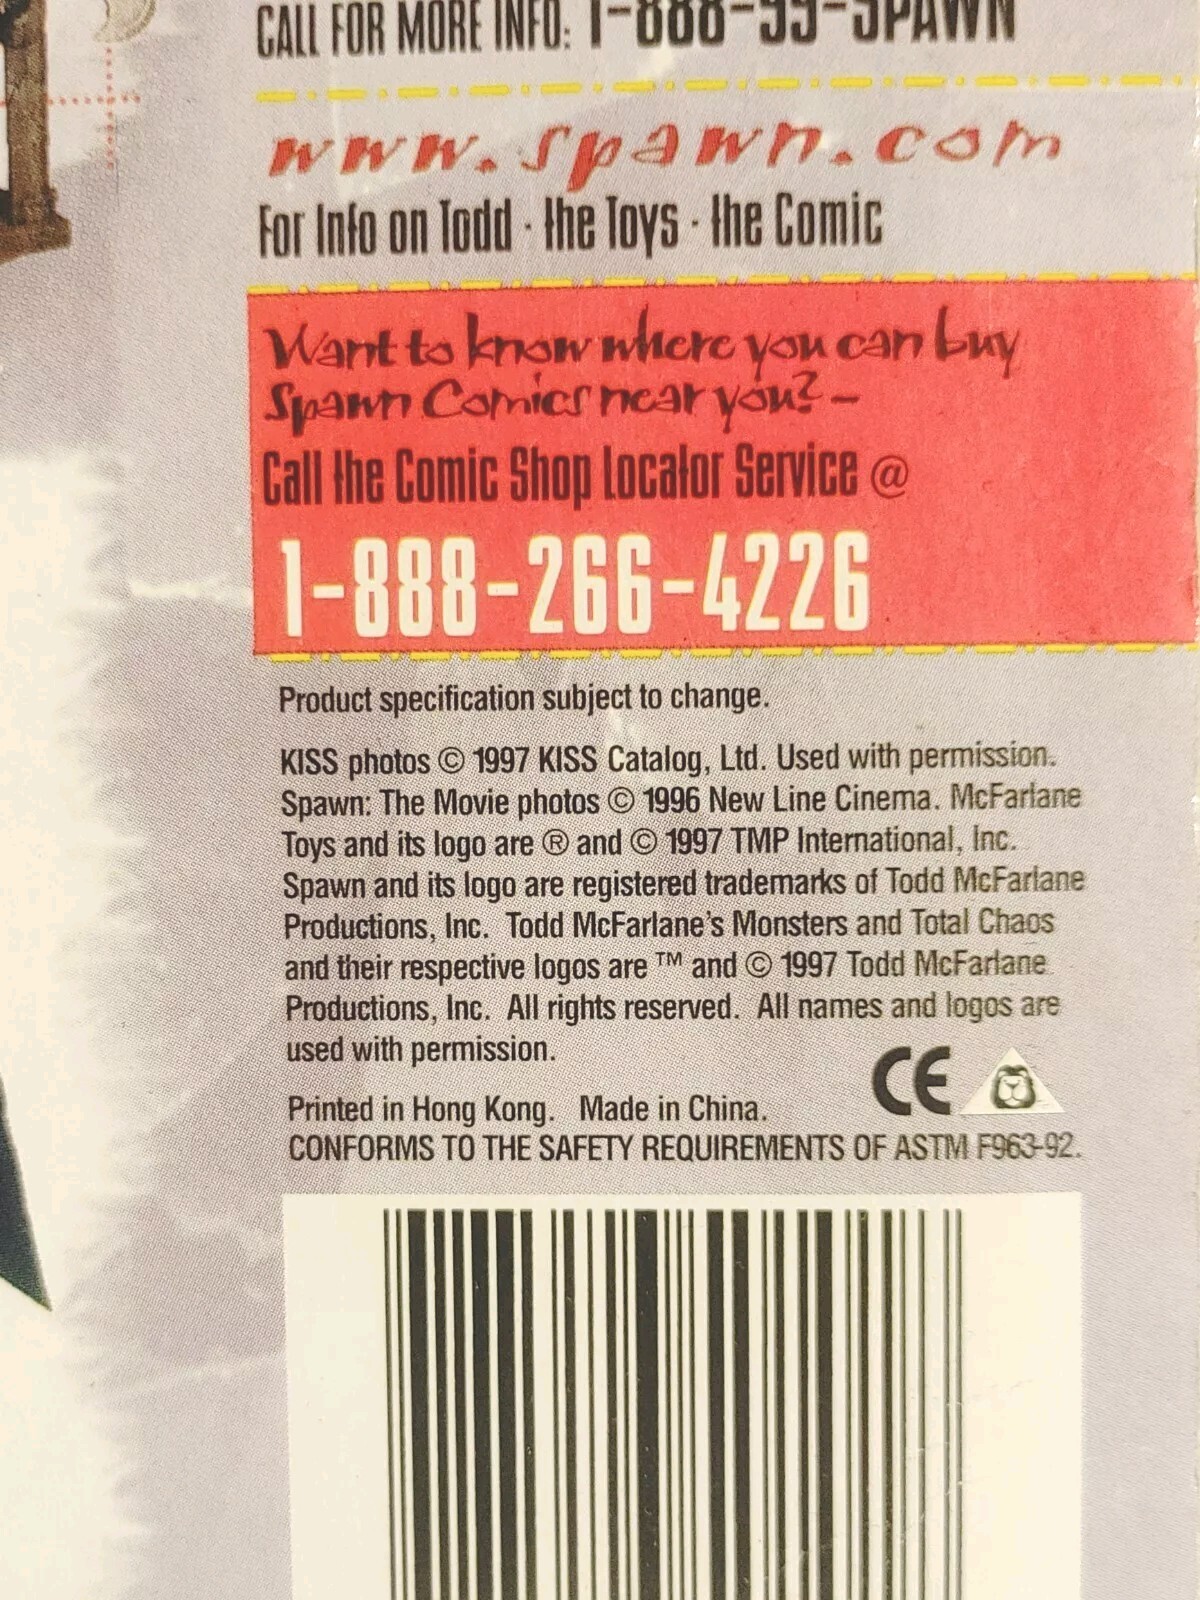 CALL FOR MORE INFO: 1-888-99-SPAWN
www.spawn.com
For Info on Todd · the Toys · the Comic
Want to know where you can buy
Spawn Comics near you? –
Call the Comic Shop Locator Service @
1-888-266-4226
Product specification subject to change.
KISS photos © 1997 KISS Catalog, Ltd. Used with permission.
Spawn: The Movie photos © 1996 New Line Cinema. McFarlane
Toys and its logo are ® and © 1997 TMP International, Inc.
Spawn and its logo are registered trademarks of Todd McFarlane
Productions, Inc. Todd McFarlane's Monsters and Total Chaos
and their respective logos are ™ and © 1997 Todd McFarlane
Productions, Inc. All rights reserved. All names and logos are
used with permission.
CE
Printed in Hong Kong. Made in China.
CONFORMS TO THE SAFETY REQUIREMENTS OF ASTM F963-92.